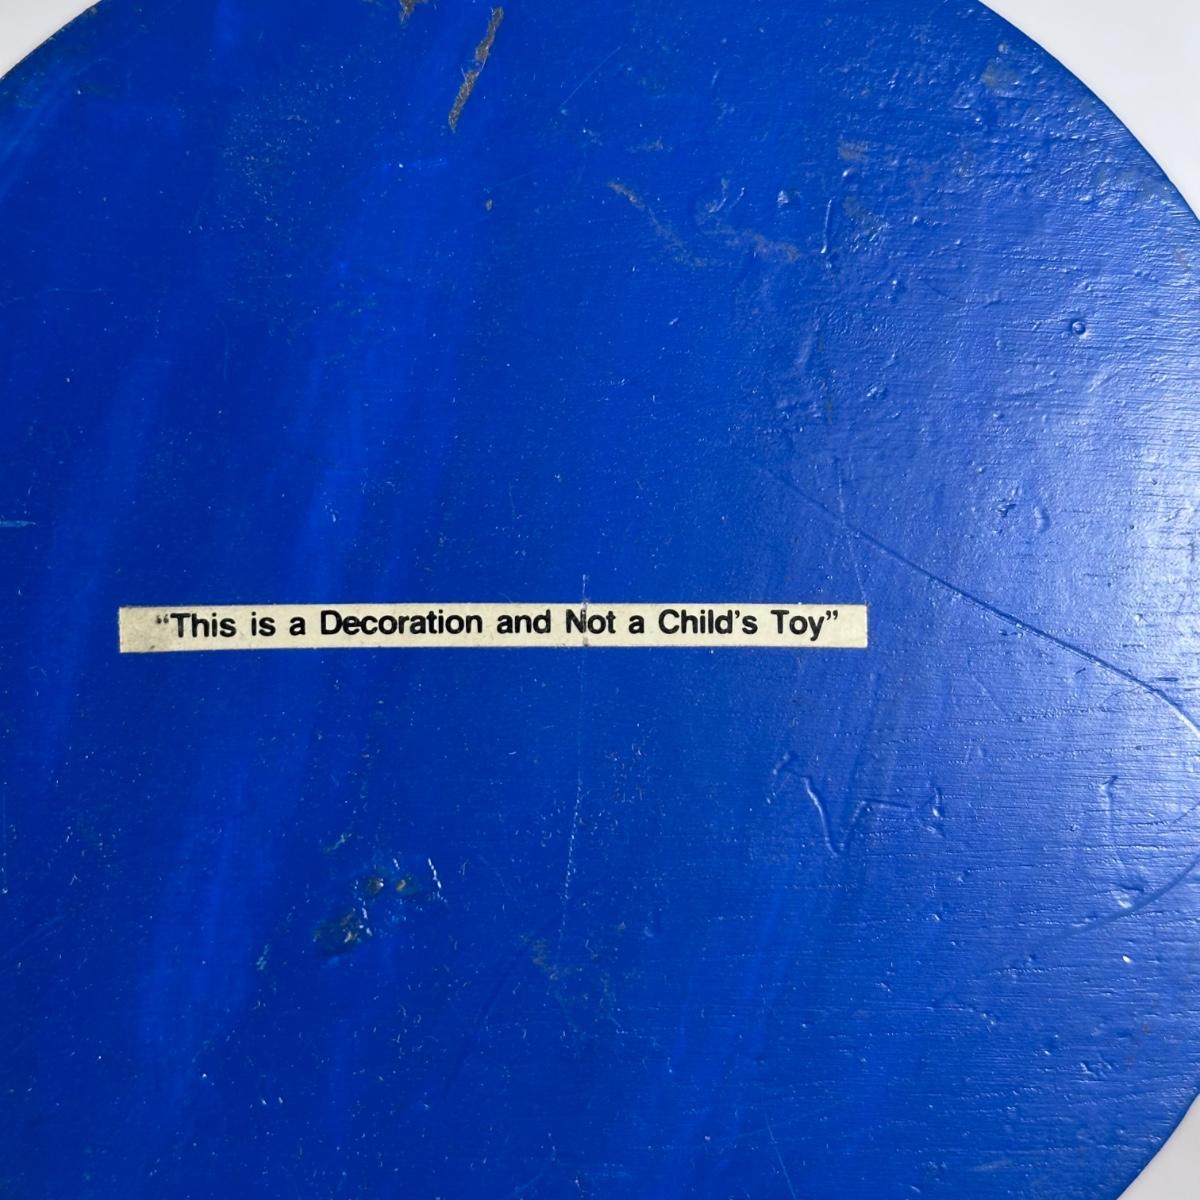 “This is a Decoration and Not a Child’s Toy”